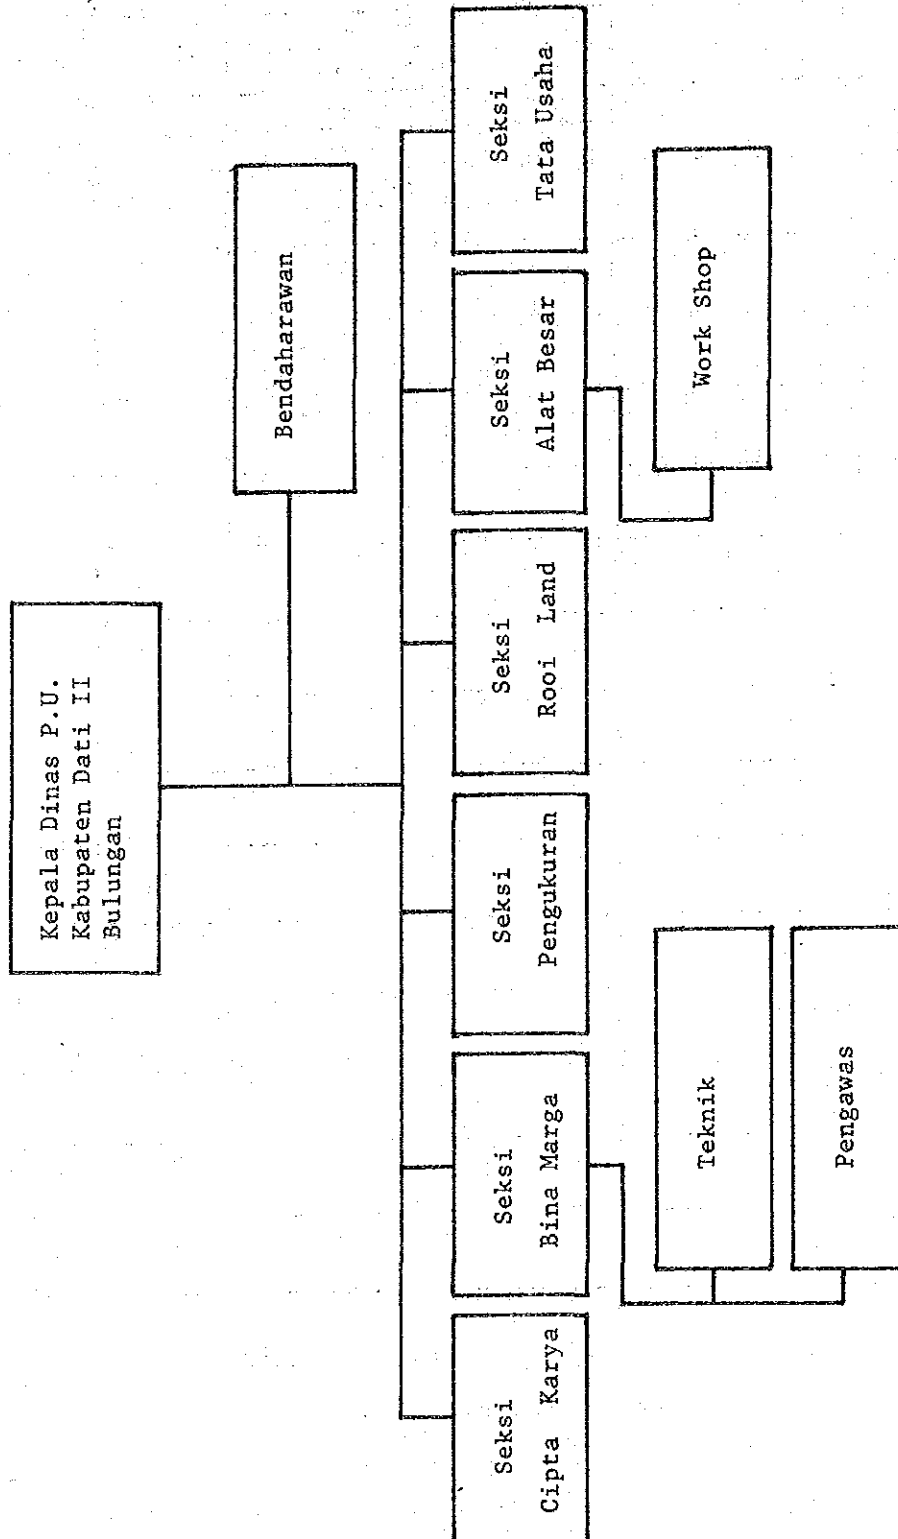 Kepala Dinas P.U.
Kabupaten Dati II
Bulungan
Bendaharawan
Seksi
Cipta Karya
Seksi
Bina Marga
Seksi
Pengukuran
Seksi
Rooi Land
Seksi
Alat Besar
Seksi
Tata Usaha
Teknik
Pengawas
Work Shop